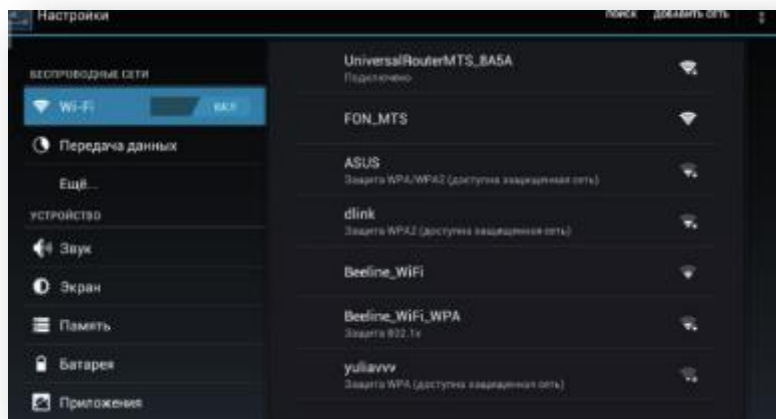 Настройки
ПОИСК ДОБАВИТЬ СЕТЬ
БЕСПРОВОДНЫЕ СЕТИ
Wi-Fi ВКЛ
Передача данных
Ещё...
УСТРОЙСТВО
Звук
Экран
Память
Батарея
Приложения
UniversalRouterMTS_8A5A
Подключено
FON_MTS
ASUS
Защита WPA/WPA2 (доступна защищенная сеть)
dlink
Защита WPA2 (доступна защищенная сеть)
Beeline_WiFi
Beeline_WiFi_WPA
Защита 802.1x
yuliavvv
Защита WPA (доступна защищенная сеть)